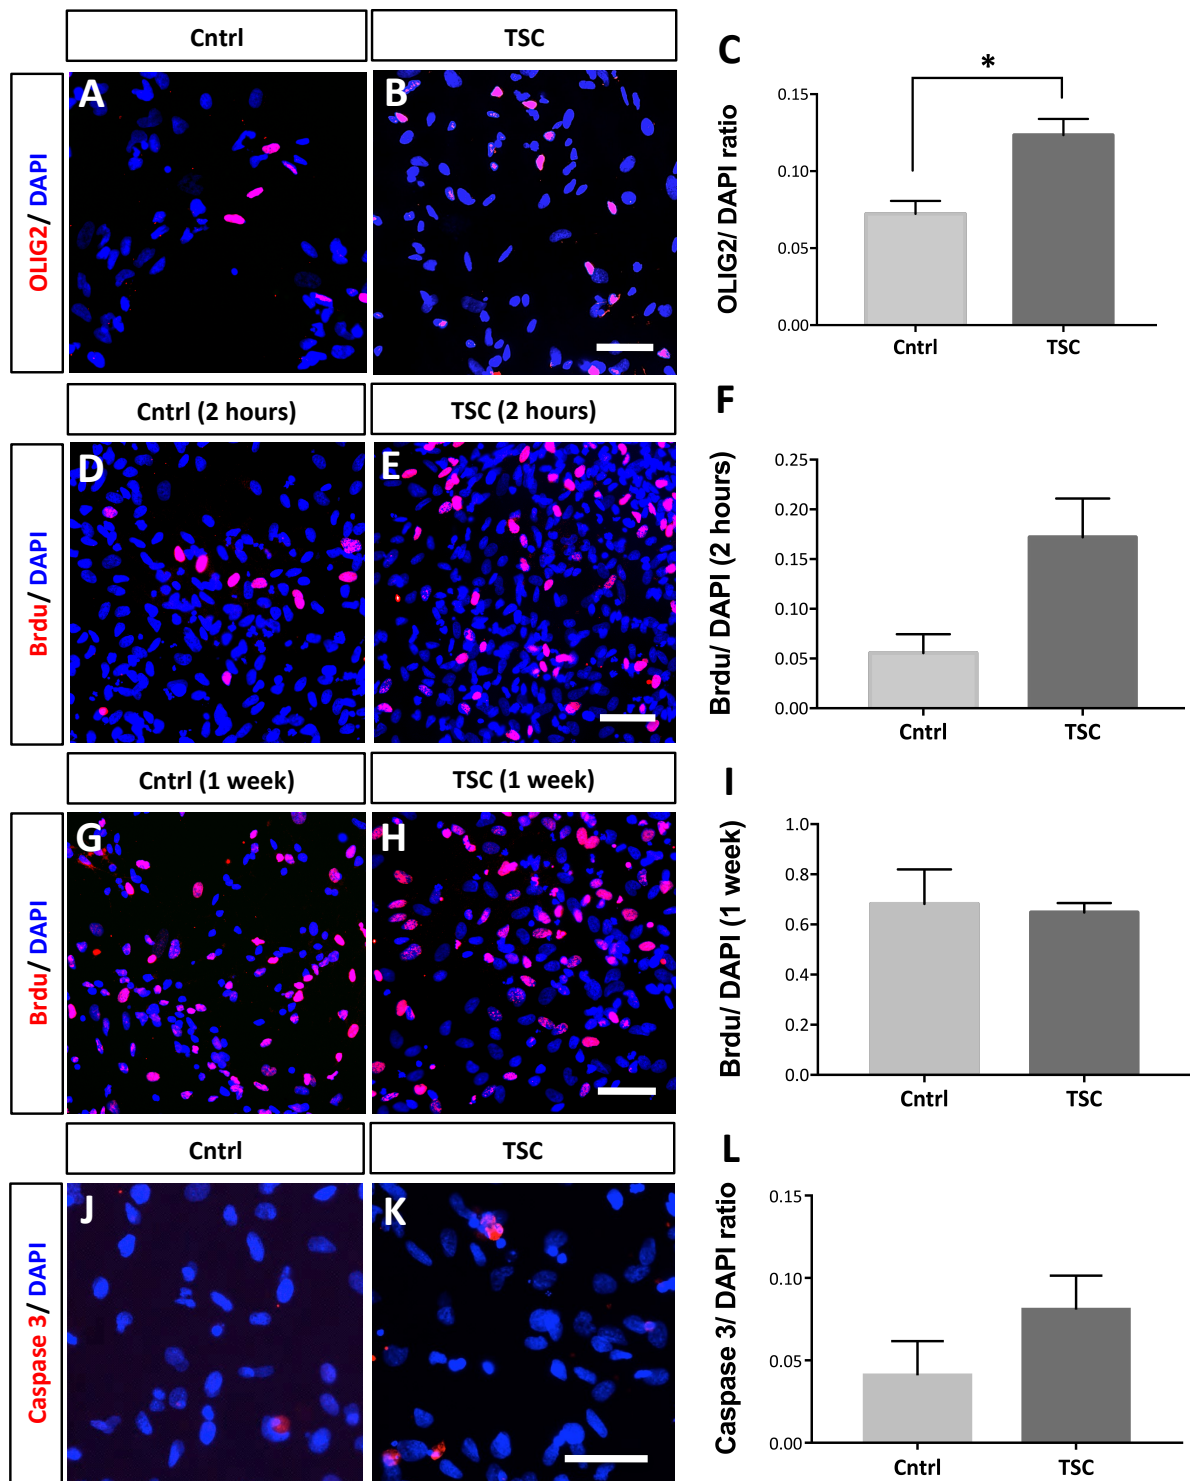 Cntrl
TSC
OLIG2/ DAPI
A
B
C
*
OLIG2/ DAPI ratio
0.15
0.10
0.05
0.00
Cntrl
TSC
Cntrl (2 hours)
TSC (2 hours)
Brdu/ DAPI
D
E
F
Brdu/ DAPI (2 hours)
0.25
0.20
0.15
0.10
0.05
0.00
Cntrl
TSC
Cntrl (1 week)
TSC (1 week)
Brdu/ DAPI
G
H
I
Brdu/ DAPI (1 week)
1.0
0.8
0.6
0.4
0.2
0.0
Cntrl
TSC
Cntrl
TSC
Caspase 3/ DAPI
J
K
L
Caspase 3/ DAPI ratio
0.15
0.10
0.05
0.00
Cntrl
TSC